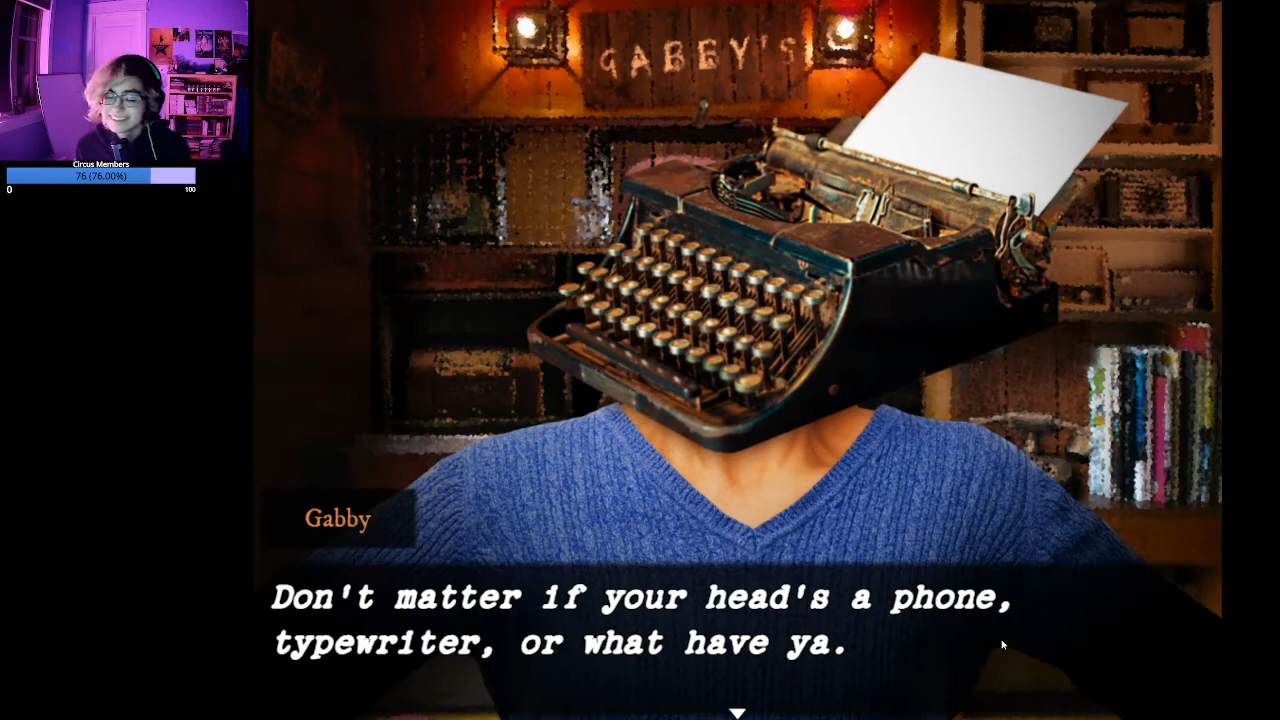 GABBY'S
Circus Members
76 (76.00%)
0 100
Gabby
Don't matter if your head's a phone,
typewriter, or what have ya.